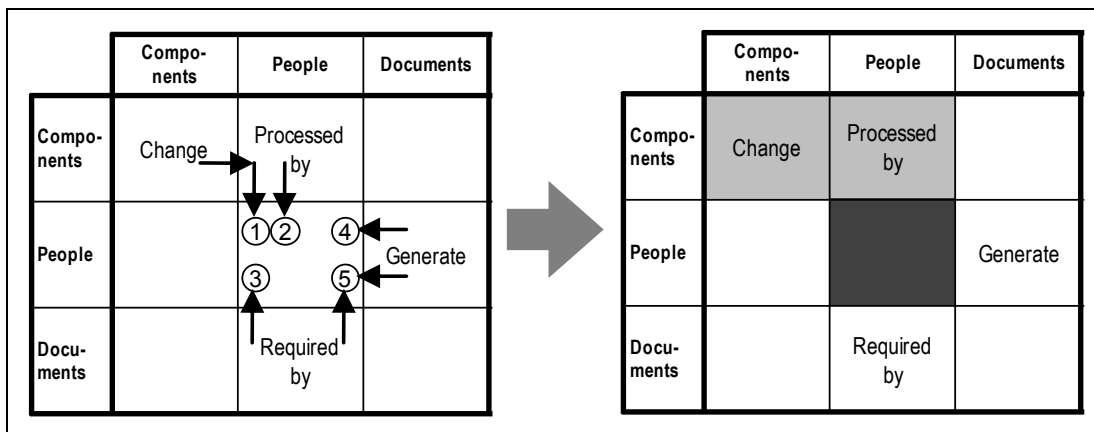 Compo-
nents
People
Documents
Compo-
nents
Change
Processed
by
People
1
2
4
3
5
Generate
Docu-
ments
Required
by
Compo-
nents
People
Documents
Compo-
nents
Change
Processed
by
People
Generate
Docu-
ments
Required
by